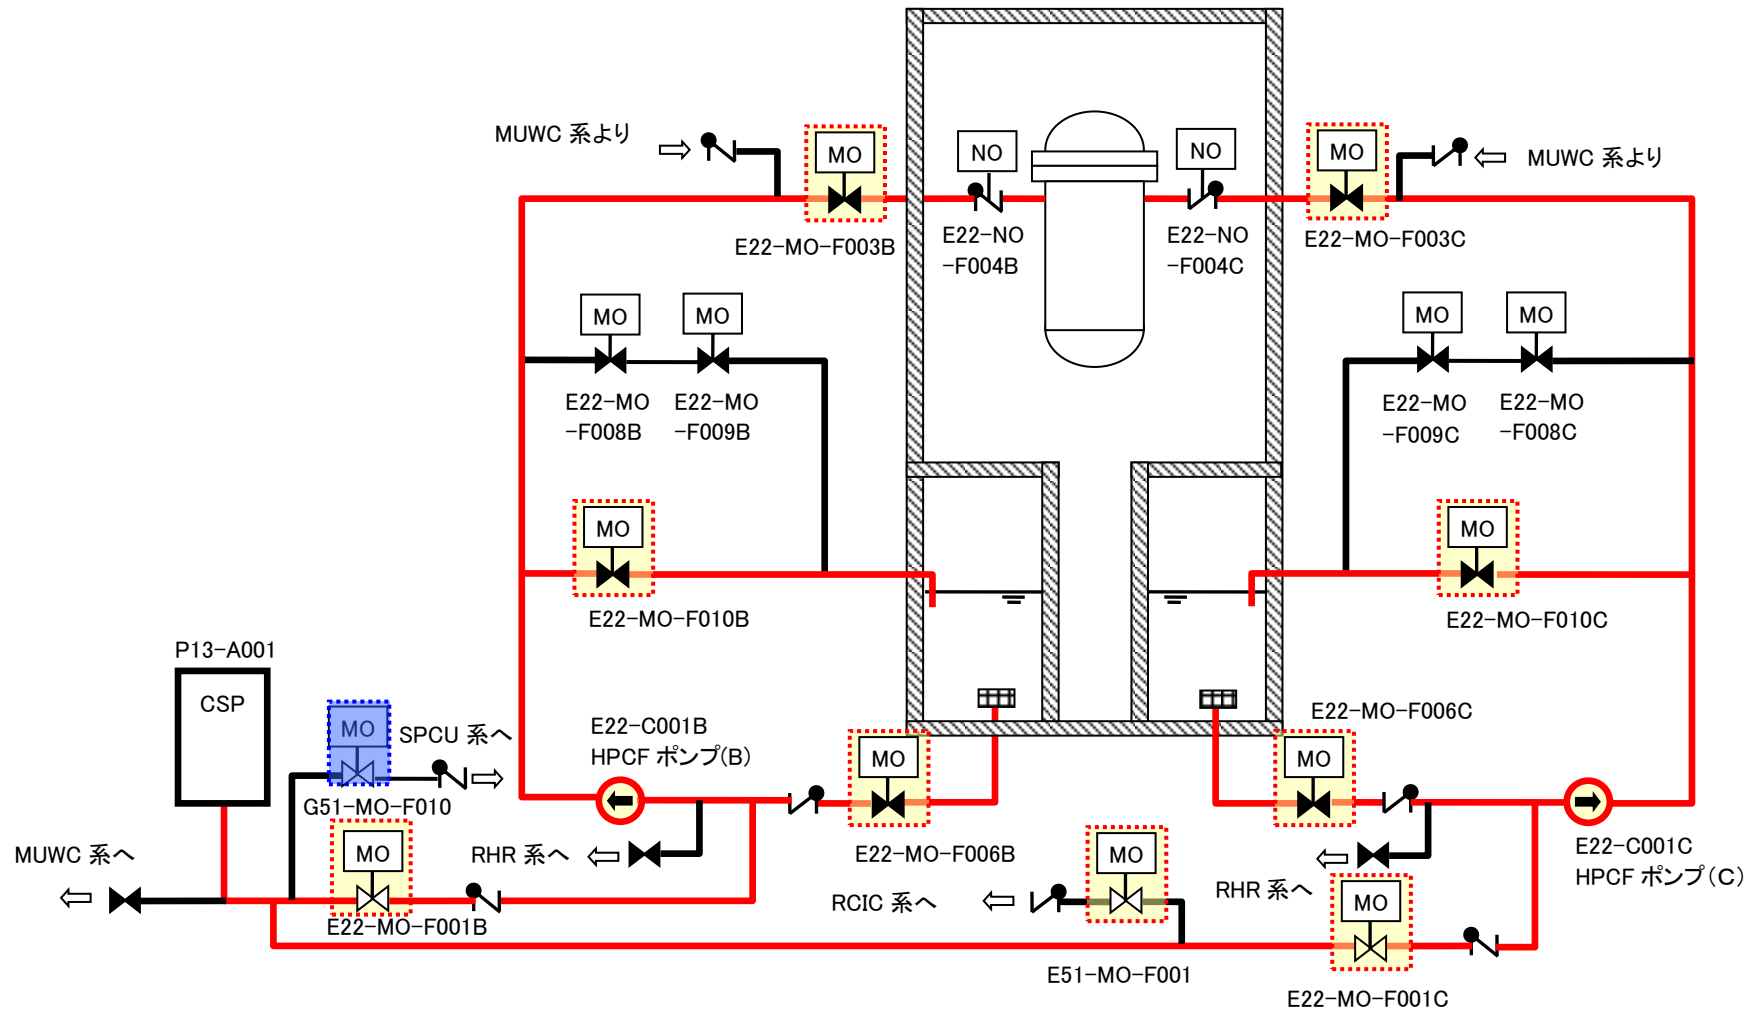 MUWC 系より
MO
NO
NO
MO
MUWC 系より
E22-MO-F003B
E22-NO
-F004B
E22-NO
-F004C
E22-MO-F003C
MO
MO
MO
MO
E22-MO
-F008B
E22-MO
-F009B
E22-MO
-F009C
E22-MO
-F008C
MO
MO
E22-MO-F010B
E22-MO-F010C
P13-A001
CSP
MO
SPCU 系へ
G51-MO-F010
E22-C001B
HPCF ポンプ(B)
MO
E22-MO-F006B
E22-MO-F006C
MO
E22-C001C
HPCF ポンプ(C)
MUWC 系へ
MO
E22-MO-F001B
RHR 系へ
RCIC 系へ
MO
E51-MO-F001
RHR 系へ
MO
E22-MO-F001C